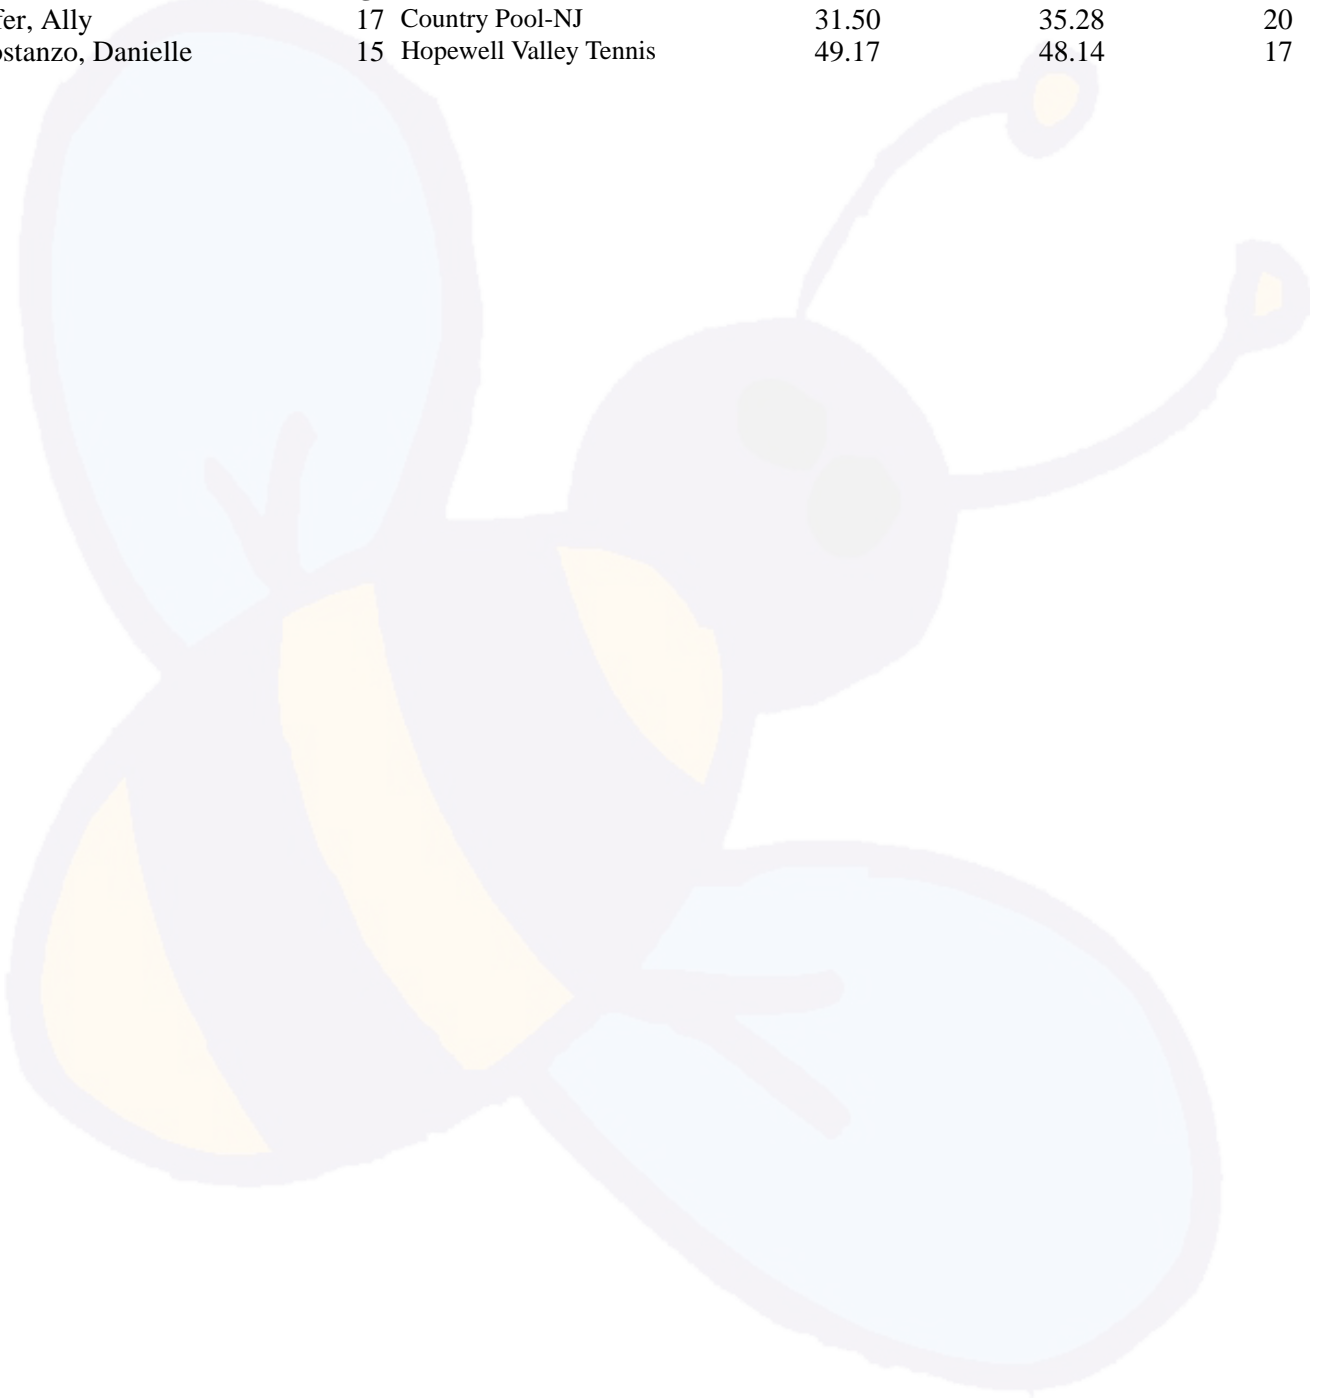 fer, Ally 17 Country Pool-NJ 31.50 35.28 20
ostanzo, Danielle 15 Hopewell Valley Tennis 49.17 48.14 17